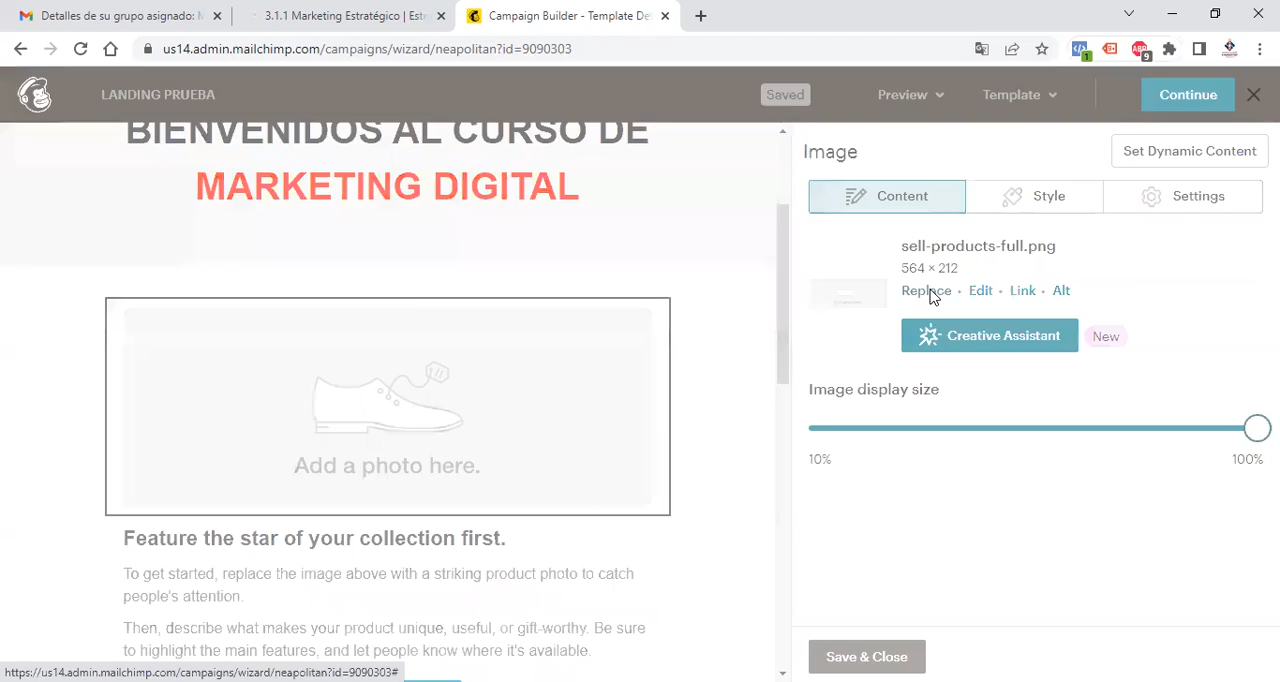 Detalles de su grupo asignado: M
3.1.1 Marketing Estratégico | Estr
Campaign Builder - Template De
us14.admin.mailchimp.com/campaigns/wizard/neapolitan?id=9090303
1
ABP
9
LANDING PRUEBA
Saved
Preview
Template
Continue
BIENVENIDOS AL CURSO DE
MARKETING DIGITAL
Add a photo here.
Feature the star of your collection first.
To get started, replace the image above with a striking product photo to catch
people's attention.
Then, describe what makes your product unique, useful, or gift-worthy. Be sure
to highlight the main features, and let people know where it's available.
https://us14.admin.mailchimp.com/campaigns/wizard/neapolitan?id=9090303#
Image
Set Dynamic Content
Content
Style
Settings
sell-products-full.png
564 × 212
Replace • Edit • Link • Alt
Creative Assistant
New
Image display size
10%
100%
Save & Close